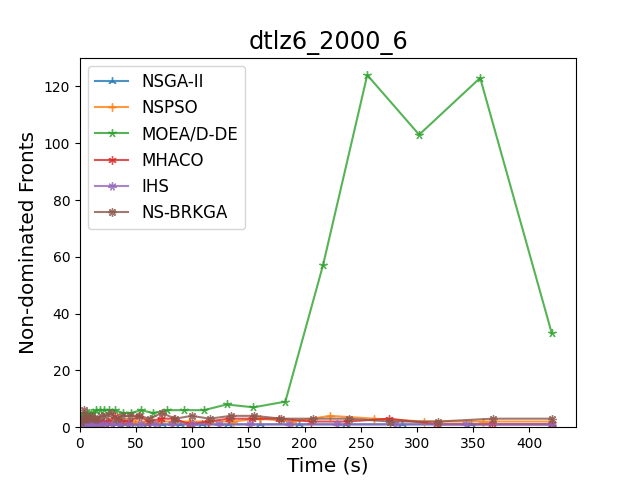 dtlz6_2000_6
NSGA-II
NSPSO
MOEA/D-DE
MHACO
IHS
NS-BRKGA
Non-dominated Fronts
120
100
80
60
40
20
0
0 50 100 150 200 250 300 350 400
Time (s)